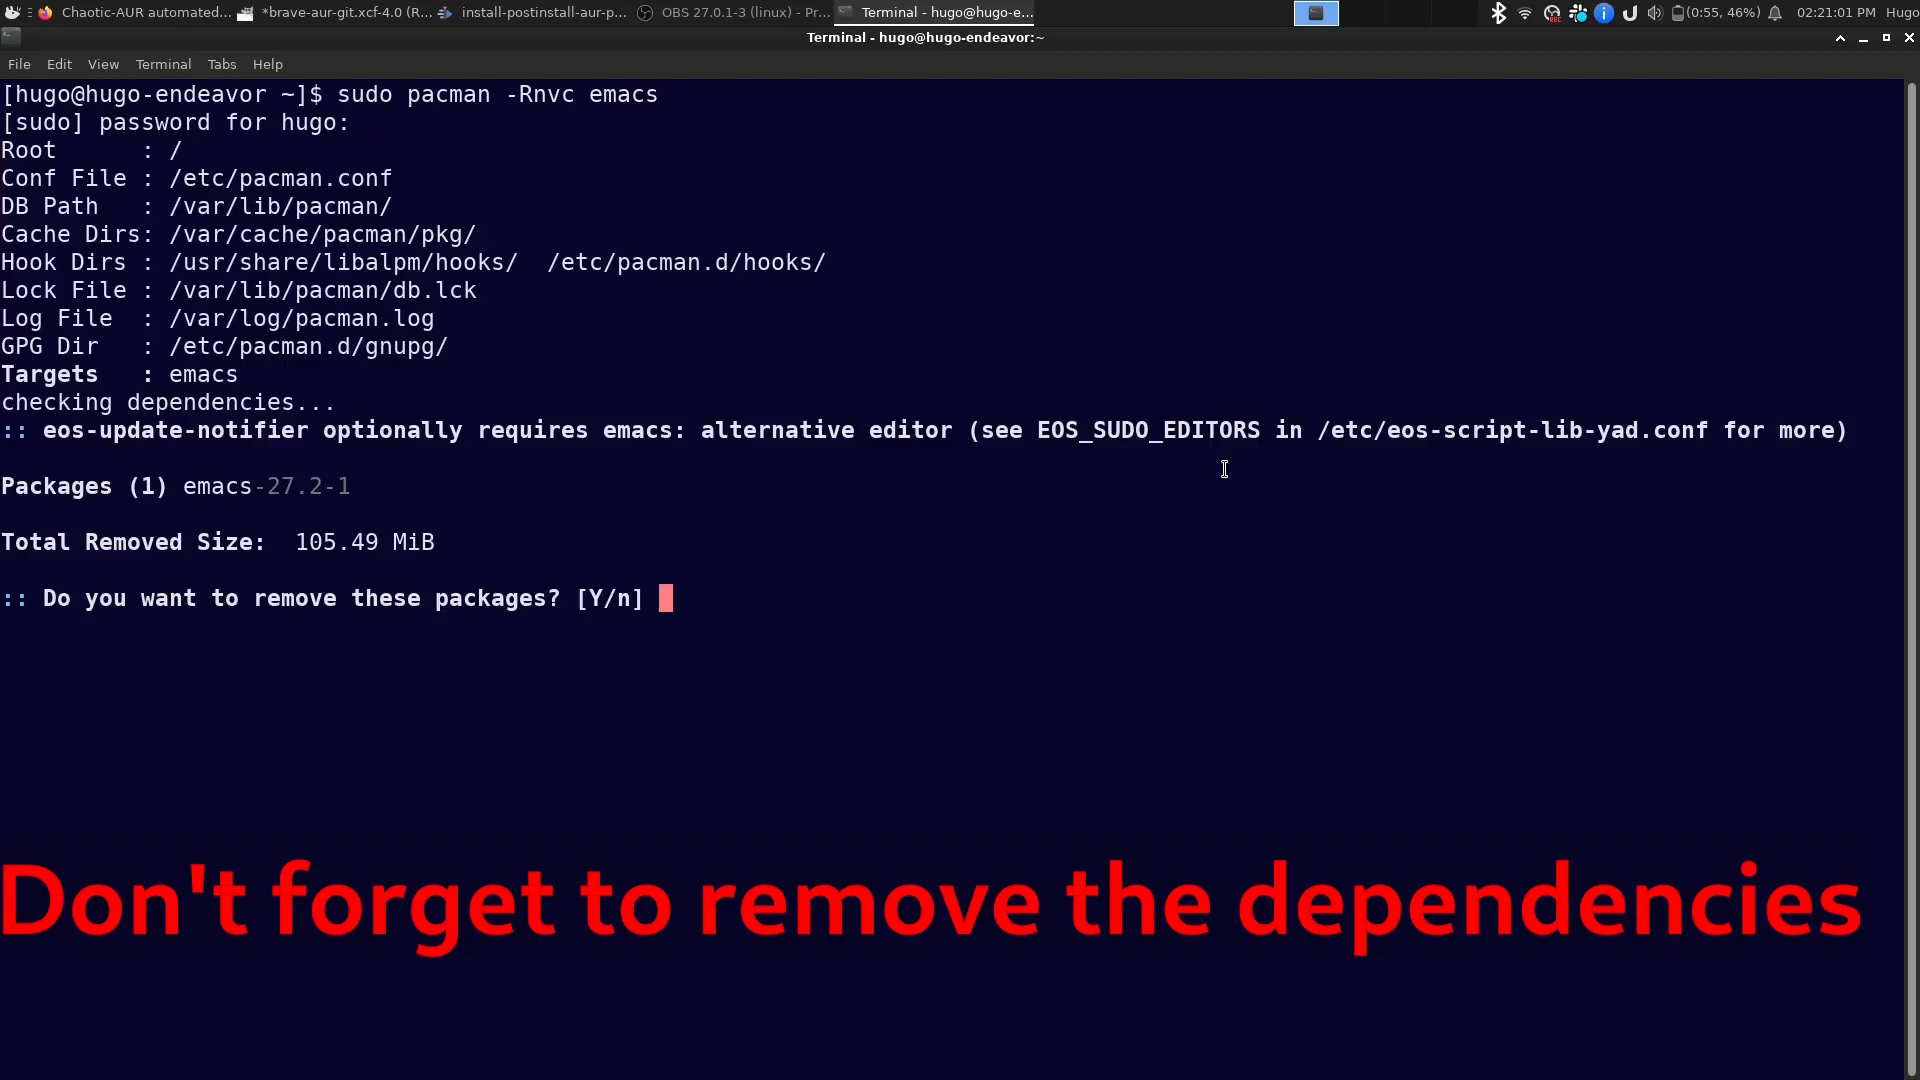 Chaotic-AUR automated...
*brave-aur-git.xcf-4.0 (R...
install-postinstall-aur-p...
OBS 27.0.1-3 (linux) - Pr...
Terminal - hugo@hugo-e...
(0:55, 46%)
02:21:01 PM
Hugo
Terminal - hugo@hugo-endeavor:~
File Edit View Terminal Tabs Help
[hugo@hugo-endeavor ~]$ sudo pacman -Rnvc emacs
[sudo] password for hugo:
Root      : /
Conf File : /etc/pacman.conf
DB Path   : /var/lib/pacman/
Cache Dirs: /var/cache/pacman/pkg/
Hook Dirs : /usr/share/libalpm/hooks/  /etc/pacman.d/hooks/
Lock File : /var/lib/pacman/db.lck
Log File  : /var/log/pacman.log
GPG Dir   : /etc/pacman.d/gnupg/
Targets   : emacs
checking dependencies...
:: eos-update-notifier optionally requires emacs: alternative editor (see EOS_SUDO_EDITORS in /etc/eos-script-lib-yad.conf for more)
Packages (1) emacs-27.2-1
Total Removed Size:  105.49 MiB
:: Do you want to remove these packages? [Y/n]
Don't forget to remove the dependencies